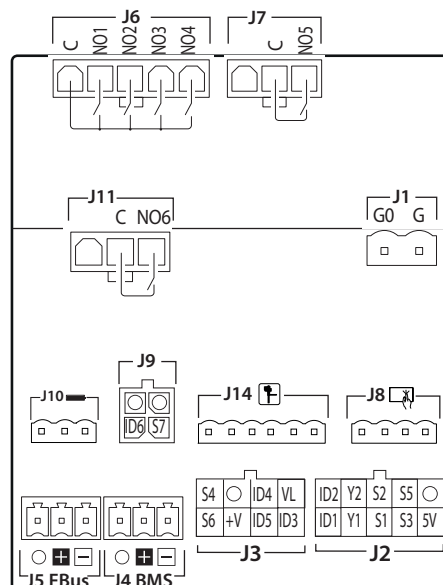 J6
J7
C NO1 NO2 NO3 NO4
C NO5
J11
J1
C NO6
G0 G
J9
J10
J14
J8
ID6 S7
S4 ID4 VL
ID2 Y2 S2 S5
S6 +V ID5 ID3
ID1 Y1 S1 S3 5V
J3
J2
+ −
+ −
J5 FBus
J4 BMS